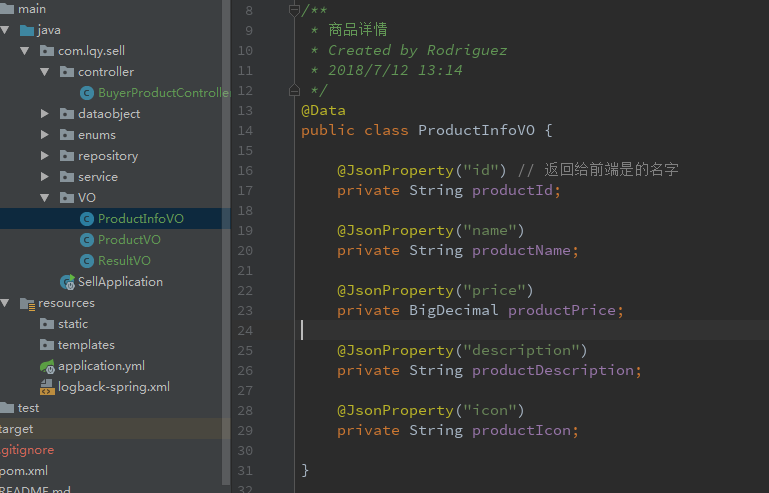 main
java
com.lqy.sell
controller
BuyerProductController
dataobject
enums
repository
service
VO
ProductInfoVO
ProductVO
ResultVO
SellApplication
resources
static
templates
application.yml
logback-spring.xml
test
target
.gitignore
pom.xml
README.md
8 /**
9 * 商品详情
10 * Created by Rodriguez
11 * 2018/7/12 13:14
12 */
13 @Data
14 public class ProductInfoVO {
15
16 @JsonProperty("id") // 返回给前端是的名字
17 private String productId;
18
19 @JsonProperty("name")
20 private String productName;
21
22 @JsonProperty("price")
23 private BigDecimal productPrice;
24
25 @JsonProperty("description")
26 private String productDescription;
27
28 @JsonProperty("icon")
29 private String productIcon;
30
31 }
32